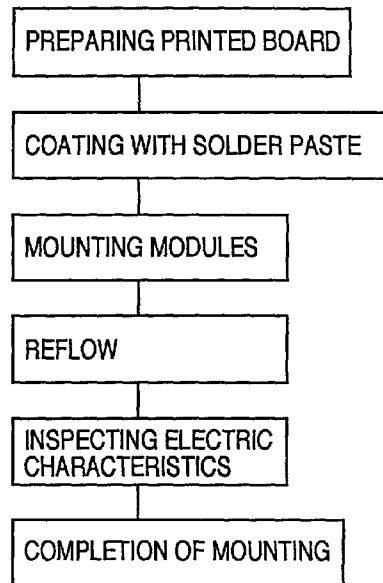 PREPARING PRINTED BOARD
COATING WITH SOLDER PASTE
MOUNTING MODULES
REFLOW
INSPECTING ELECTRIC
CHARACTERISTICS
COMPLETION OF MOUNTING